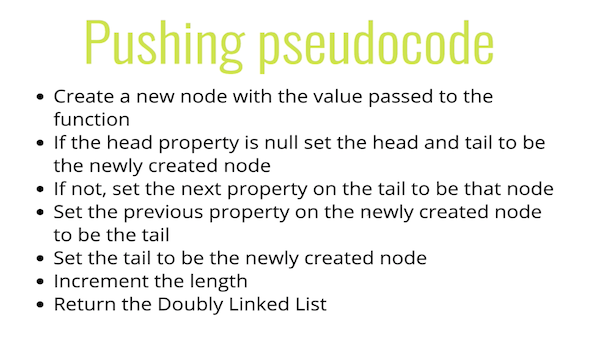 Pushing pseudocode
• Create a new node with the value passed to the
function
• If the head property is null set the head and tail to be
the newly created node
• If not, set the next property on the tail to be that node
• Set the previous property on the newly created node
to be the tail
• Set the tail to be the newly created node
• Increment the length
• Return the Doubly Linked List